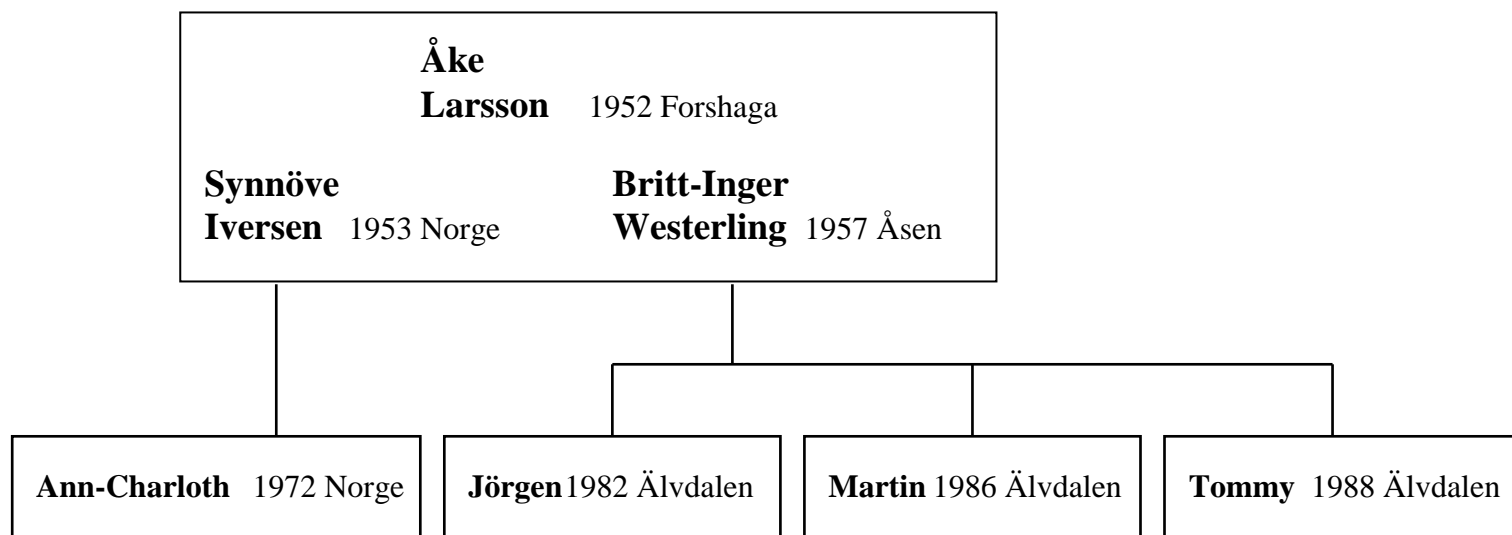 Åke
Larsson 1952 Forshaga
Synnöve Britt-Inger
Iversen 1953 Norge Westerling 1957 Åsen
Ann-Charloth 1972 Norge Jörgen 1982 Älvdalen Martin 1986 Älvdalen Tommy 1988 Älvdalen